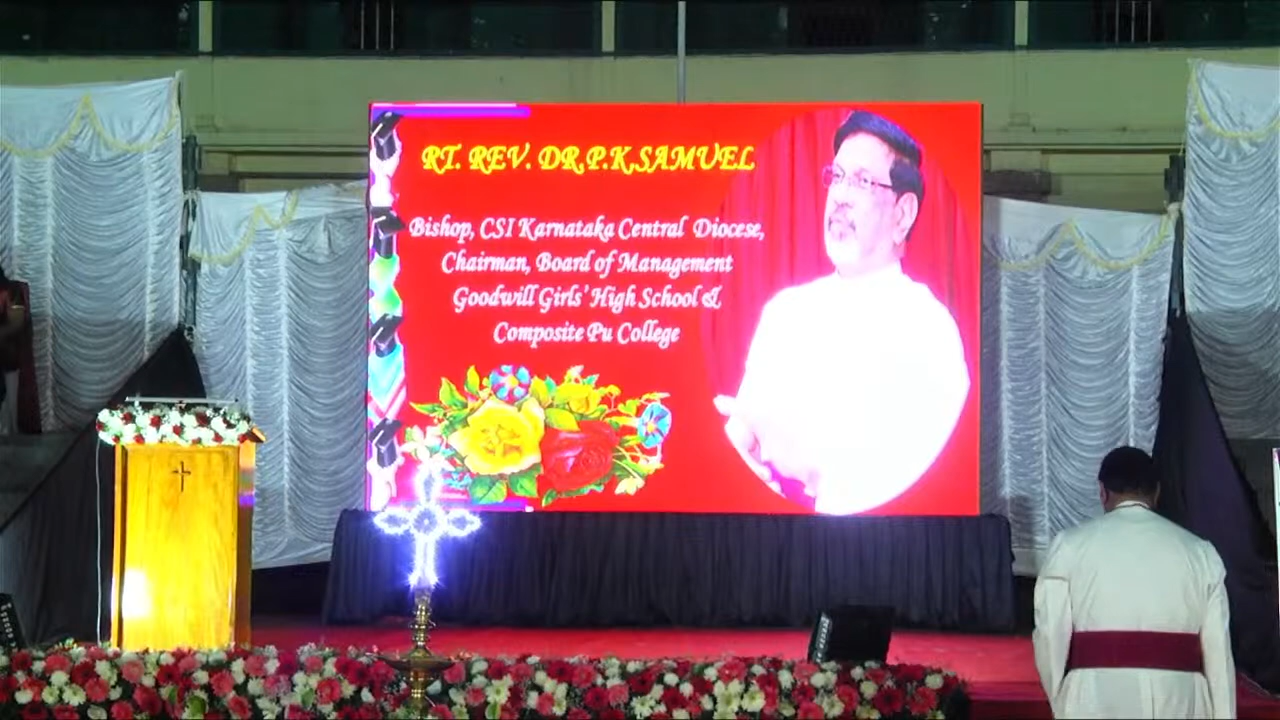 RT. REV. DR.P.K.SAMUEL
Bishop, CSI Karnataka Central Diocese,
Chairman, Board of Management
Goodwill Girls' High School &
Composite Pu College